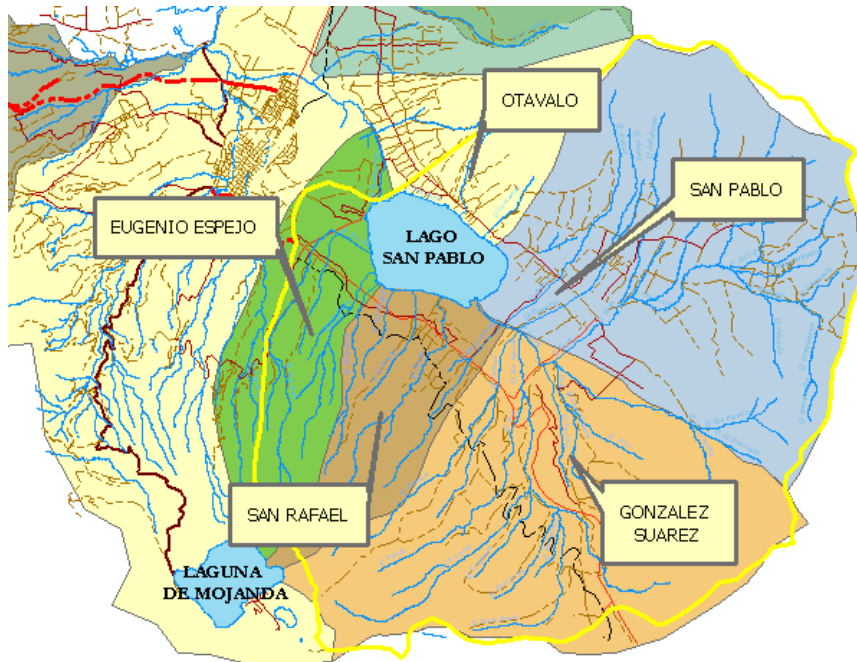 OTAVALO
SAN PABLO
EUGENIO ESPEJO
LAGO
SAN PABLO
SAN RAFAEL
GONZALEZ
SUAREZ
LAGUNA
DE MOJANDA